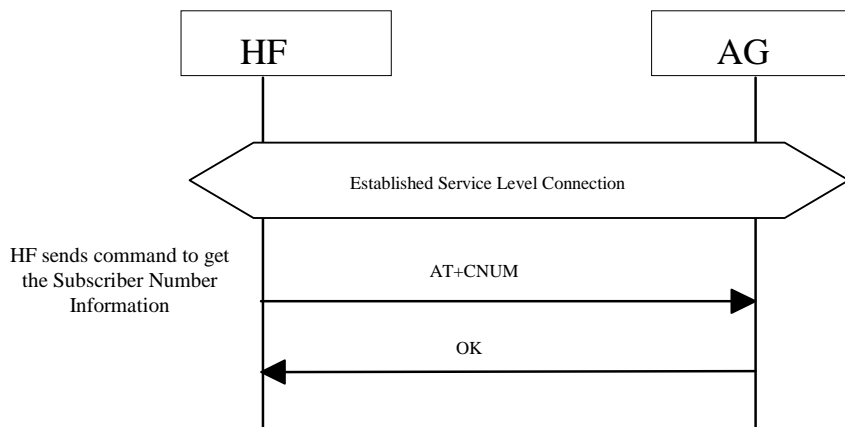 HF
AG
Established Service Level Connection
HF sends command to get
the Subscriber Number
Information
AT+CNUM
OK